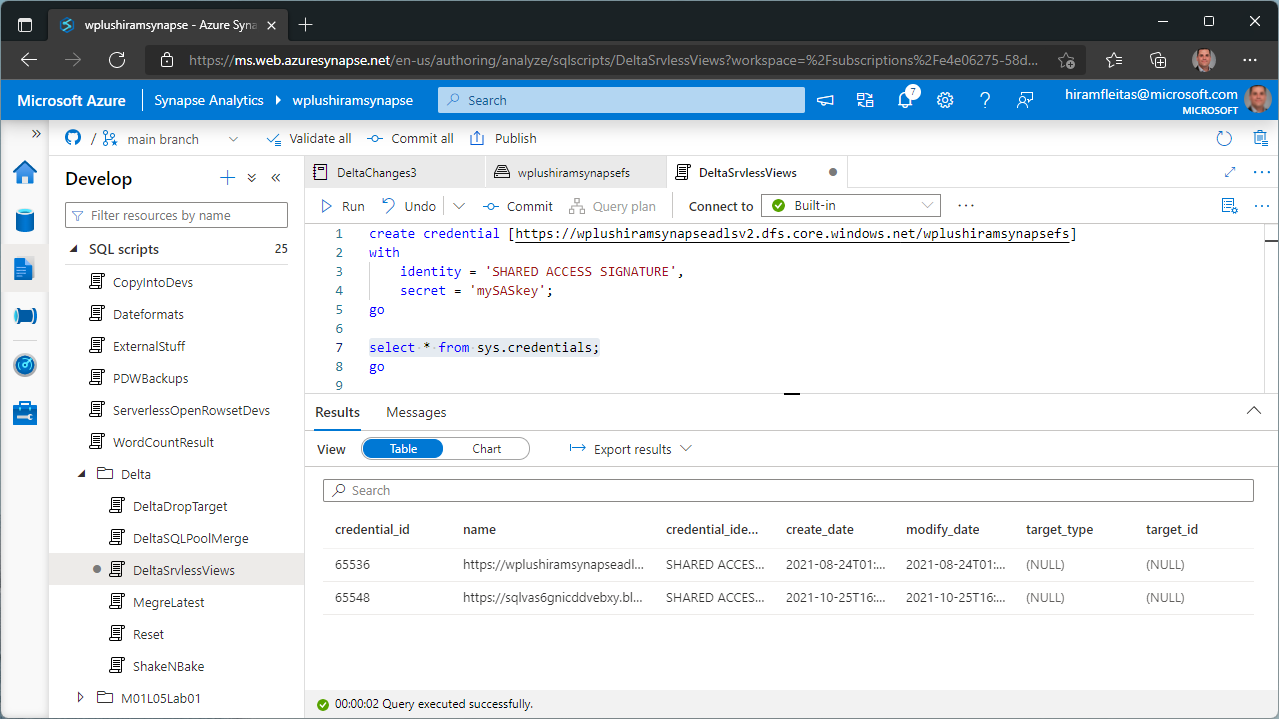 wplushiramsynapse - Azure Syna
https://ms.web.azuresynapse.net/en-us/authoring/analyze/sqlscripts/DeltaSrvlessViews?workspace=%2Fsubscriptions%2Fe4e06275-58d...
Microsoft Azure
Synapse Analytics
wplushiramsynapse
Search
7
hiramfleitas@microsoft.com
MICROSOFT
/ main branch
Validate all
Commit all
Publish
Develop
Filter resources by name
SQL scripts 25
CopyIntoDevs
Dateformats
ExternalStuff
PDWBackups
ServerlessOpenRowsetDevs
WordCountResult
Delta
DeltaDropTarget
DeltaSQLPoolMerge
DeltaSrvlessViews
MegreLatest
Reset
ShakeNBake
M01L05Lab01
DeltaChanges3
wplushiramsynapsefs
DeltaSrvlessViews
Run
Undo
Commit
Query plan
Connect to
Built-in
1 create credential [https://wplushiramsynapseadlsv2.dfs.core.windows.net/wplushiramsynapsefs]
2 with
3 identity = 'SHARED ACCESS SIGNATURE',
4 secret = 'mySASkey';
5 go
6
7 select * from sys.credentials;
8 go
9
Results
Messages
View
Table
Chart
Export results
Search
credential_id name credential_ide... create_date modify_date target_type target_id
65536 https://wplushiramsynapseadl... SHARED ACCES... 2021-08-24T01:... 2021-08-24T01:... (NULL) (NULL)
65548 https://sqlvas6gnicddvebxy.bl... SHARED ACCES... 2021-10-25T16:... 2021-10-25T16:... (NULL) (NULL)
00:00:02 Query executed successfully.